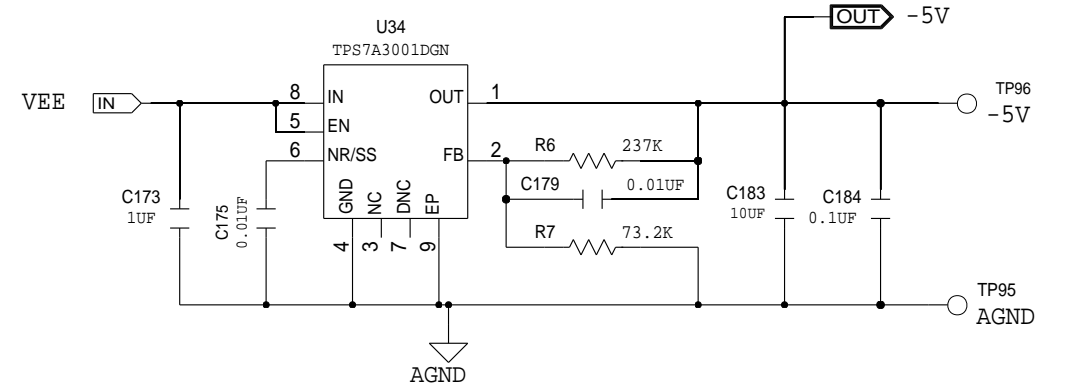 OUT -5V
U34
TPS7A3001DGN
VEE IN
8 IN OUT 1
TP96
-5V
5 EN
6 NR/SS FB 2
R6 237K
C179 0.01UF
C173
1UF
C175
0.01UF
GND NC DNC EP
4 3 7 9
R7 73.2K
C183
10UF
C184
0.1UF
TP95
AGND
AGND